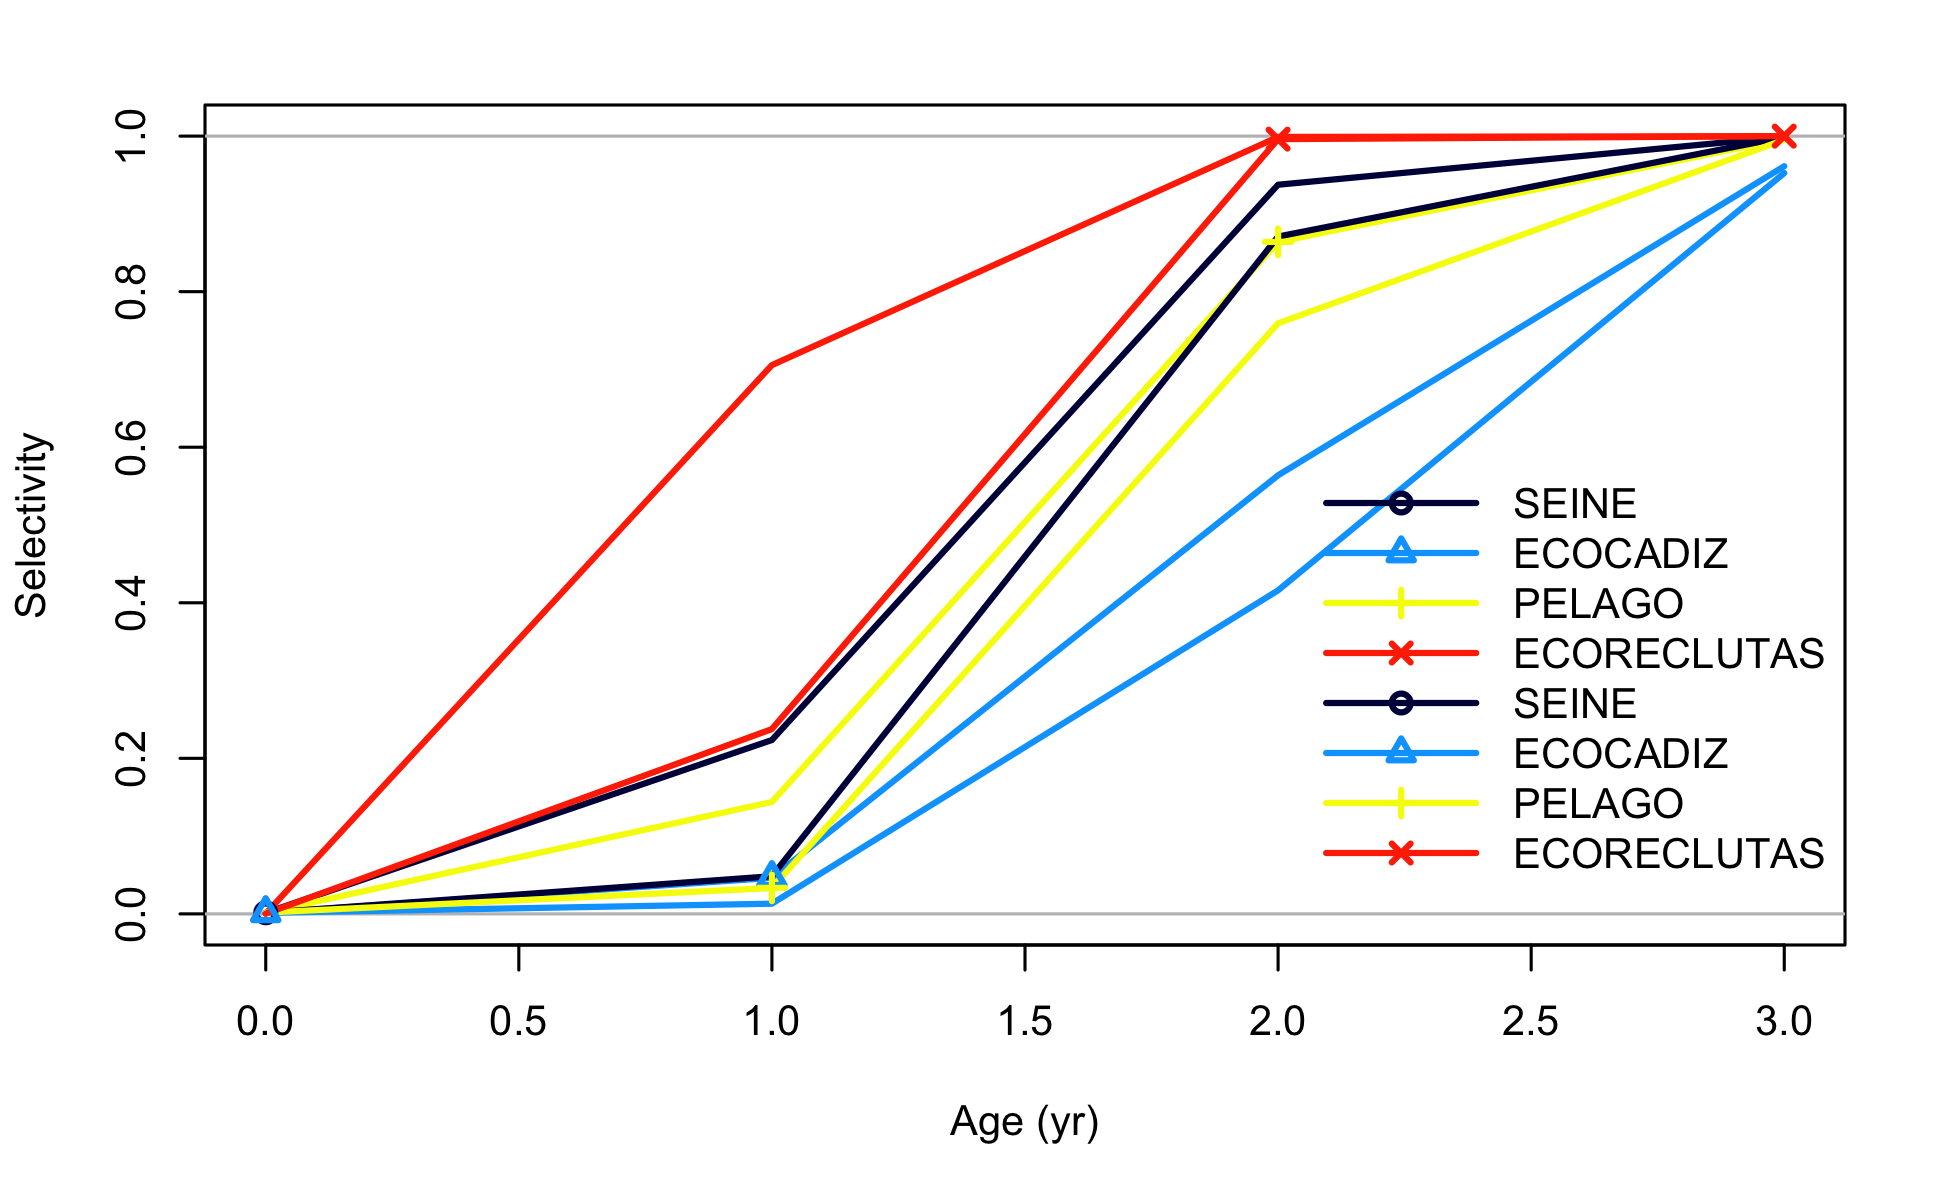 Selectivity
1.0
0.8
0.6
0.4
0.2
0.0
SEINE
ECOCADIZ
PELAGO
ECORECLUTAS
SEINE
ECOCADIZ
PELAGO
ECORECLUTAS
0.0 0.5 1.0 1.5 2.0 2.5 3.0
Age (yr)